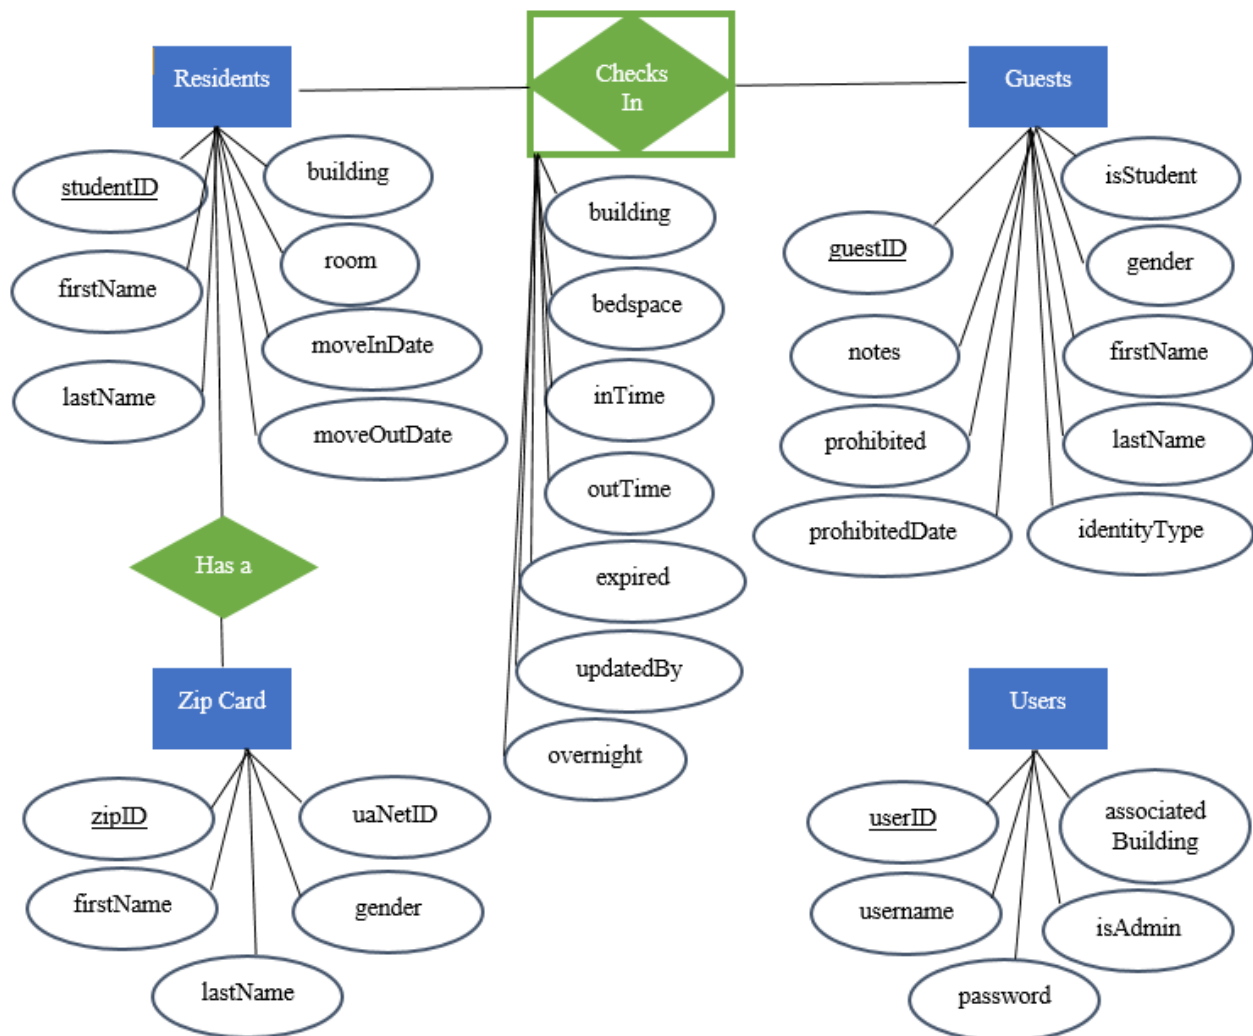 Residents
Checks
In
Guests
studentID
building
firstName
room
lastName
moveInDate
moveOutDate
building
bedspace
inTime
outTime
expired
updatedBy
overnight
isStudent
guestID
gender
notes
firstName
prohibited
lastName
prohibitedDate
identityType
Has a
Zip Card
zipID
uaNetID
firstName
gender
lastName
Users
userID
associated
Building
username
isAdmin
password